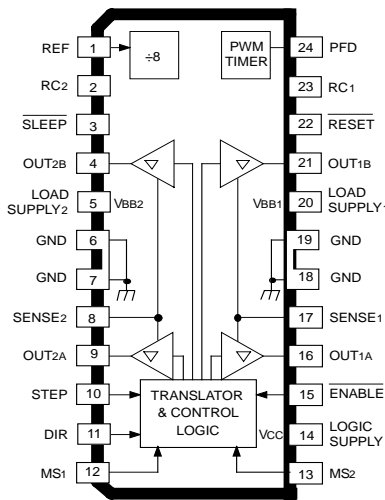 REF 1 ÷8 PWM TIMER 24 PFD
RC2 2 23 RC1
SLEEP 3 22 RESET
OUT2B 4 21 OUT1B
LOAD SUPPLY2 5 VBB2 VBB1 20 LOAD SUPPLY1
GND 6 19 GND
GND 7 18 GND
SENSE2 8 17 SENSE1
OUT2A 9 16 OUT1A
STEP 10 TRANSLATOR & CONTROL LOGIC 15 ENABLE
DIR 11 VCC 14 LOGIC SUPPLY
MS1 12 13 MS2